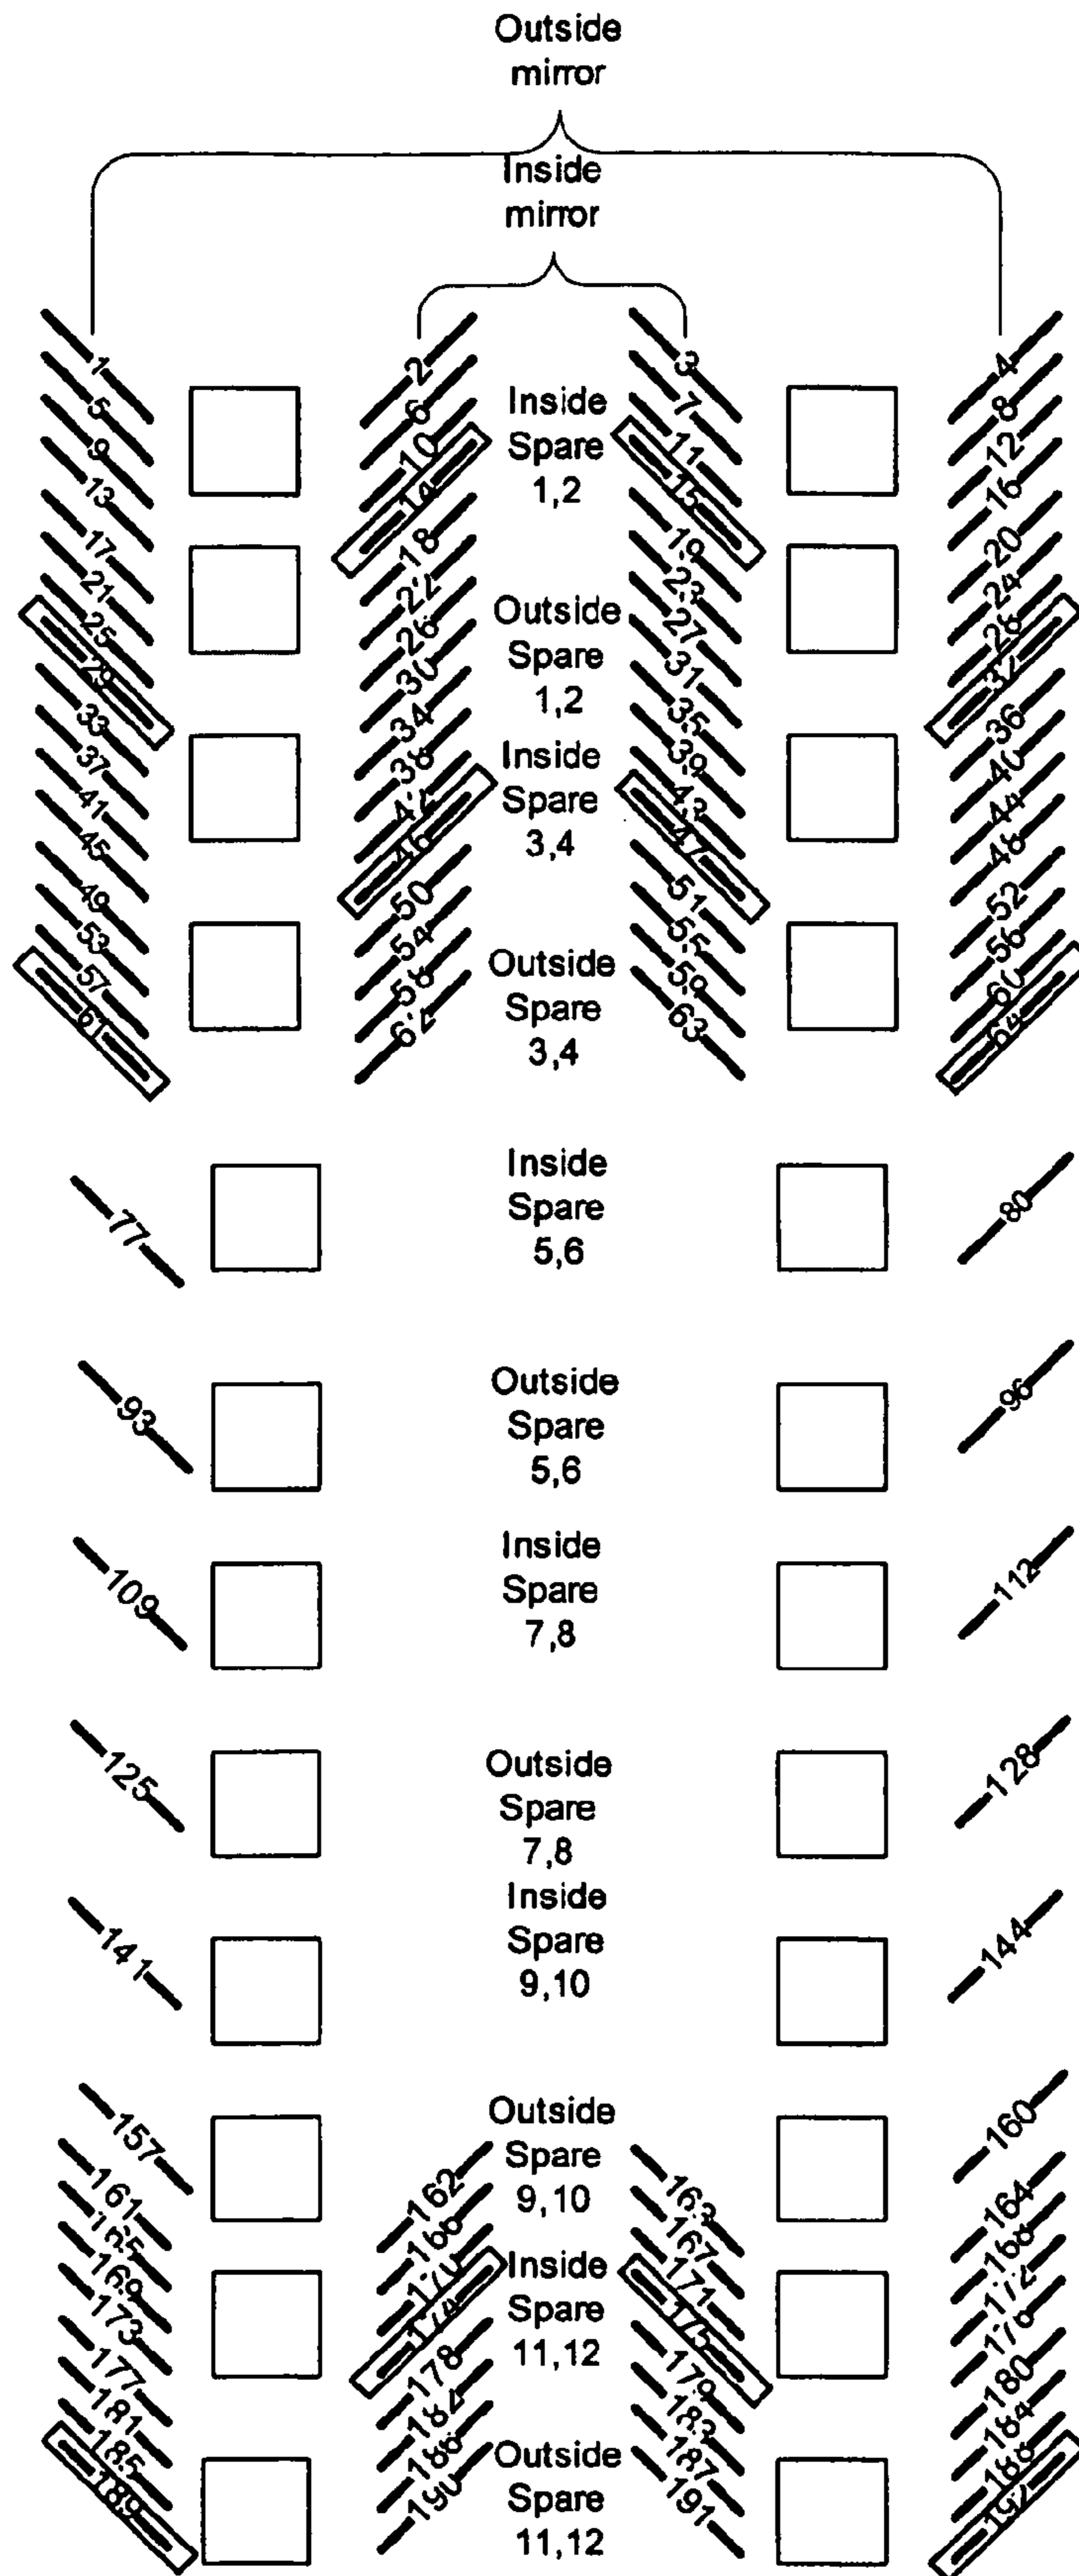 Outside
mirror
Inside
mirror
1 2 3 4
5 6 7 8
Inside
Spare
1,2
9 10 11 12
13 14 15 16
17 18 19 20
21 22 23 24
25 26 27 28
Outside
Spare
1,2
29 30 31 32
33 34 35 36
37 38 39 40
Inside
Spare
3,4
41 42 43 44
45 46 47 48
49 50 51 52
53 54 55 56
Outside
Spare
3,4
57 58 59 60
61 62 63 64
Inside
Spare
5,6
77 80
Outside
Spare
5,6
93 96
Inside
Spare
7,8
109 112
Outside
Spare
7,8
125 128
Inside
Spare
9,10
141 144
Outside
Spare
9,10
157 160
161 162 163 164
165 166 167 168
Inside
Spare
11,12
169 170 171 172
173 174 175 176
177 178 179 180
181 182 183 184
Outside
Spare
11,12
185 186 187 188
189 190 191 192